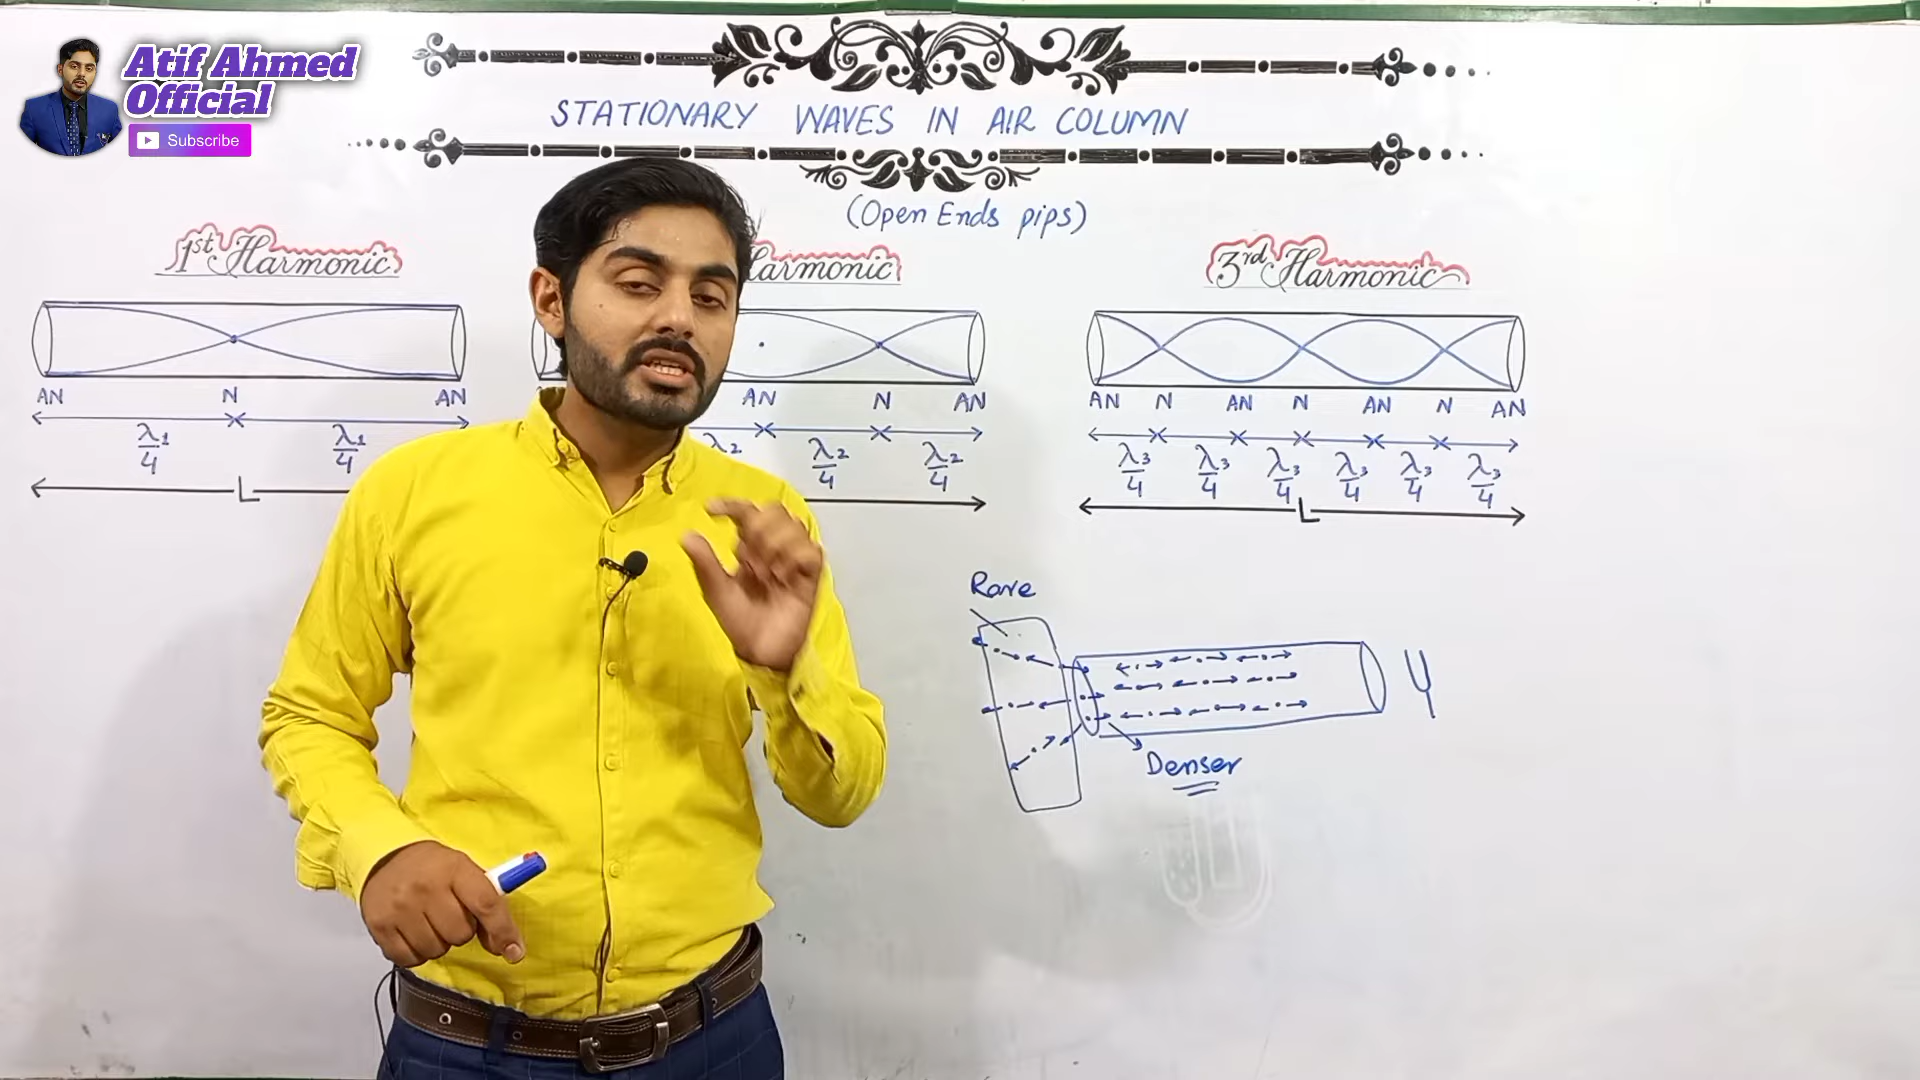 Atif Ahmed
Official
Subscribe
STATIONARY WAVES IN AIR COLUMN
(Open Ends pips)
1st Harmonic
Harmonic
3rd Harmonic
AN N AN
AN N AN
AN N AN N AN N AN
λ1/4 λ1/4
λ2 λ2/4 λ2/4
λ3/4 λ3/4 λ3/4 λ3/4 λ3/4 λ3/4
L
L
Rare
Denser